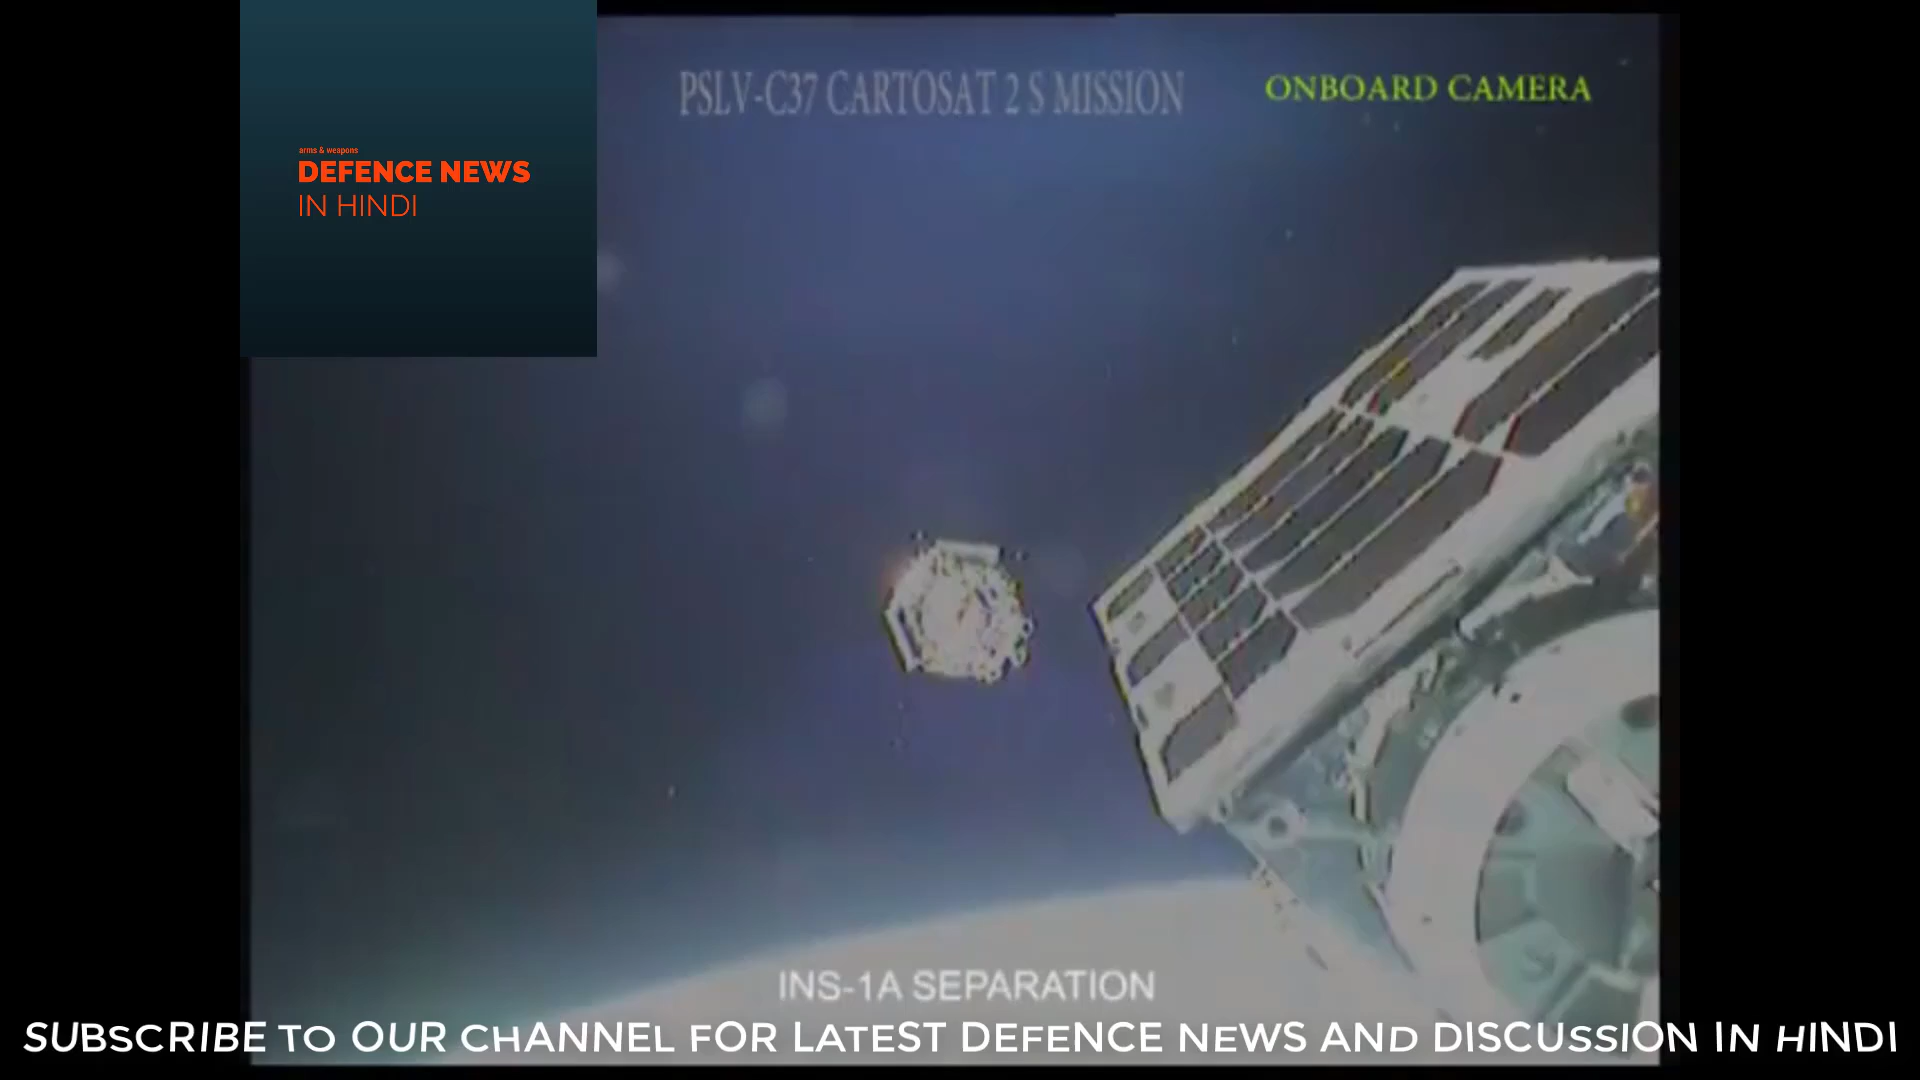 arms & weapons
DEFENCE NEWS
IN HINDI
PSLV-C37 CARTOSAT 2 S MISSION
ONBOARD CAMERA
INS-1A SEPARATION
SUBSCRIBE TO OUR CHANNEL FOR LATEST DEFENCE NEWS AND DISCUSSION IN HINDI